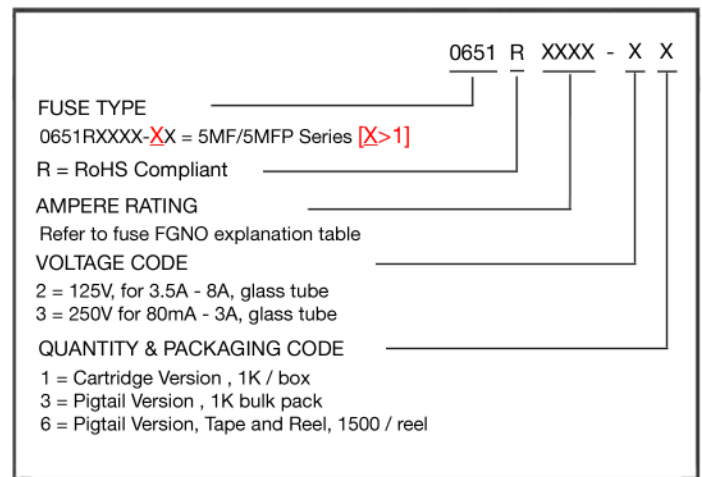 0651 R XXXX - X X
FUSE TYPE
0651RXXXX-XX = 5MF/5MFP Series [X>1]
R = RoHS Compliant
AMPERE RATING
Refer to fuse FGNO explanation table
VOLTAGE CODE
2 = 125V, for 3.5A - 8A, glass tube
3 = 250V for 80mA - 3A, glass tube
QUANTITY & PACKAGING CODE
1 = Cartridge Version , 1K / box
3 = Pigtail Version , 1K bulk pack
6 = Pigtail Version, Tape and Reel, 1500 / reel